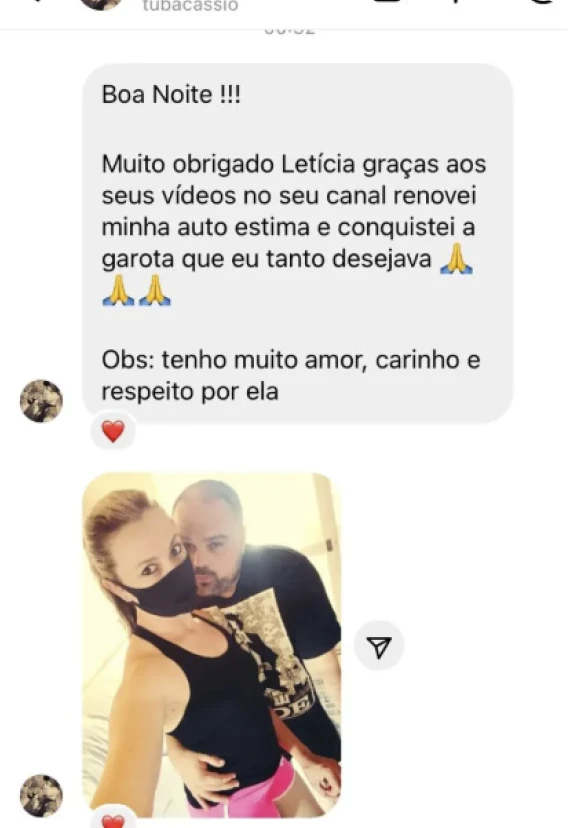 tubacassio
Boa Noite !!!
Muito obrigado Letícia graças aos
seus vídeos no seu canal renovei
minha auto estima e conquistei a
garota que eu tanto desejava 🙏
🙏🙏
Obs: tenho muito amor, carinho e
respeito por ela